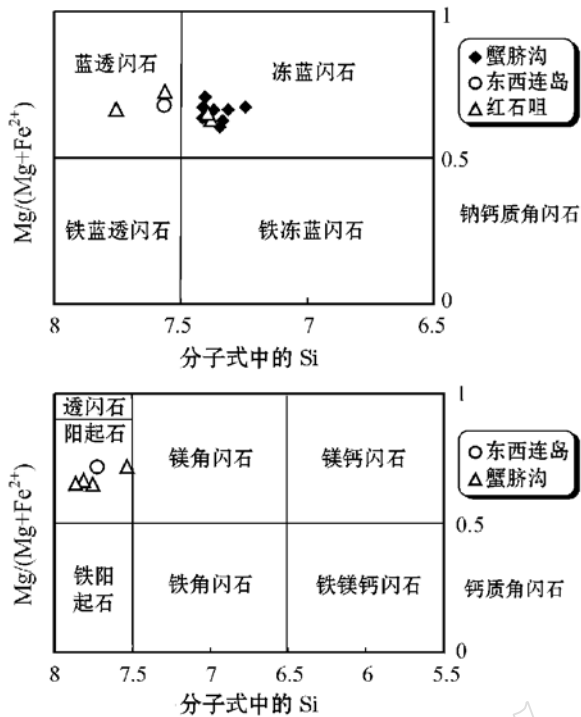 1
蓝透闪石
冻蓝闪石
蟹脐沟
东西连岛
红石咀
Mg/(Mg+Fe²⁺)
0.5
铁蓝透闪石
铁冻蓝闪石
钠钙质角闪石
0
8
7.5
7
6.5
分子式中的 Si
1
透闪石
阳起石
镁角闪石
镁钙闪石
东西连岛
蟹脐沟
Mg/(Mg+Fe²⁺)
0.5
铁阳
起石
铁角闪石
铁镁钙闪石
钙质角闪石
0
8
7.5
7
6.5
6
5.5
分子式中的 Si